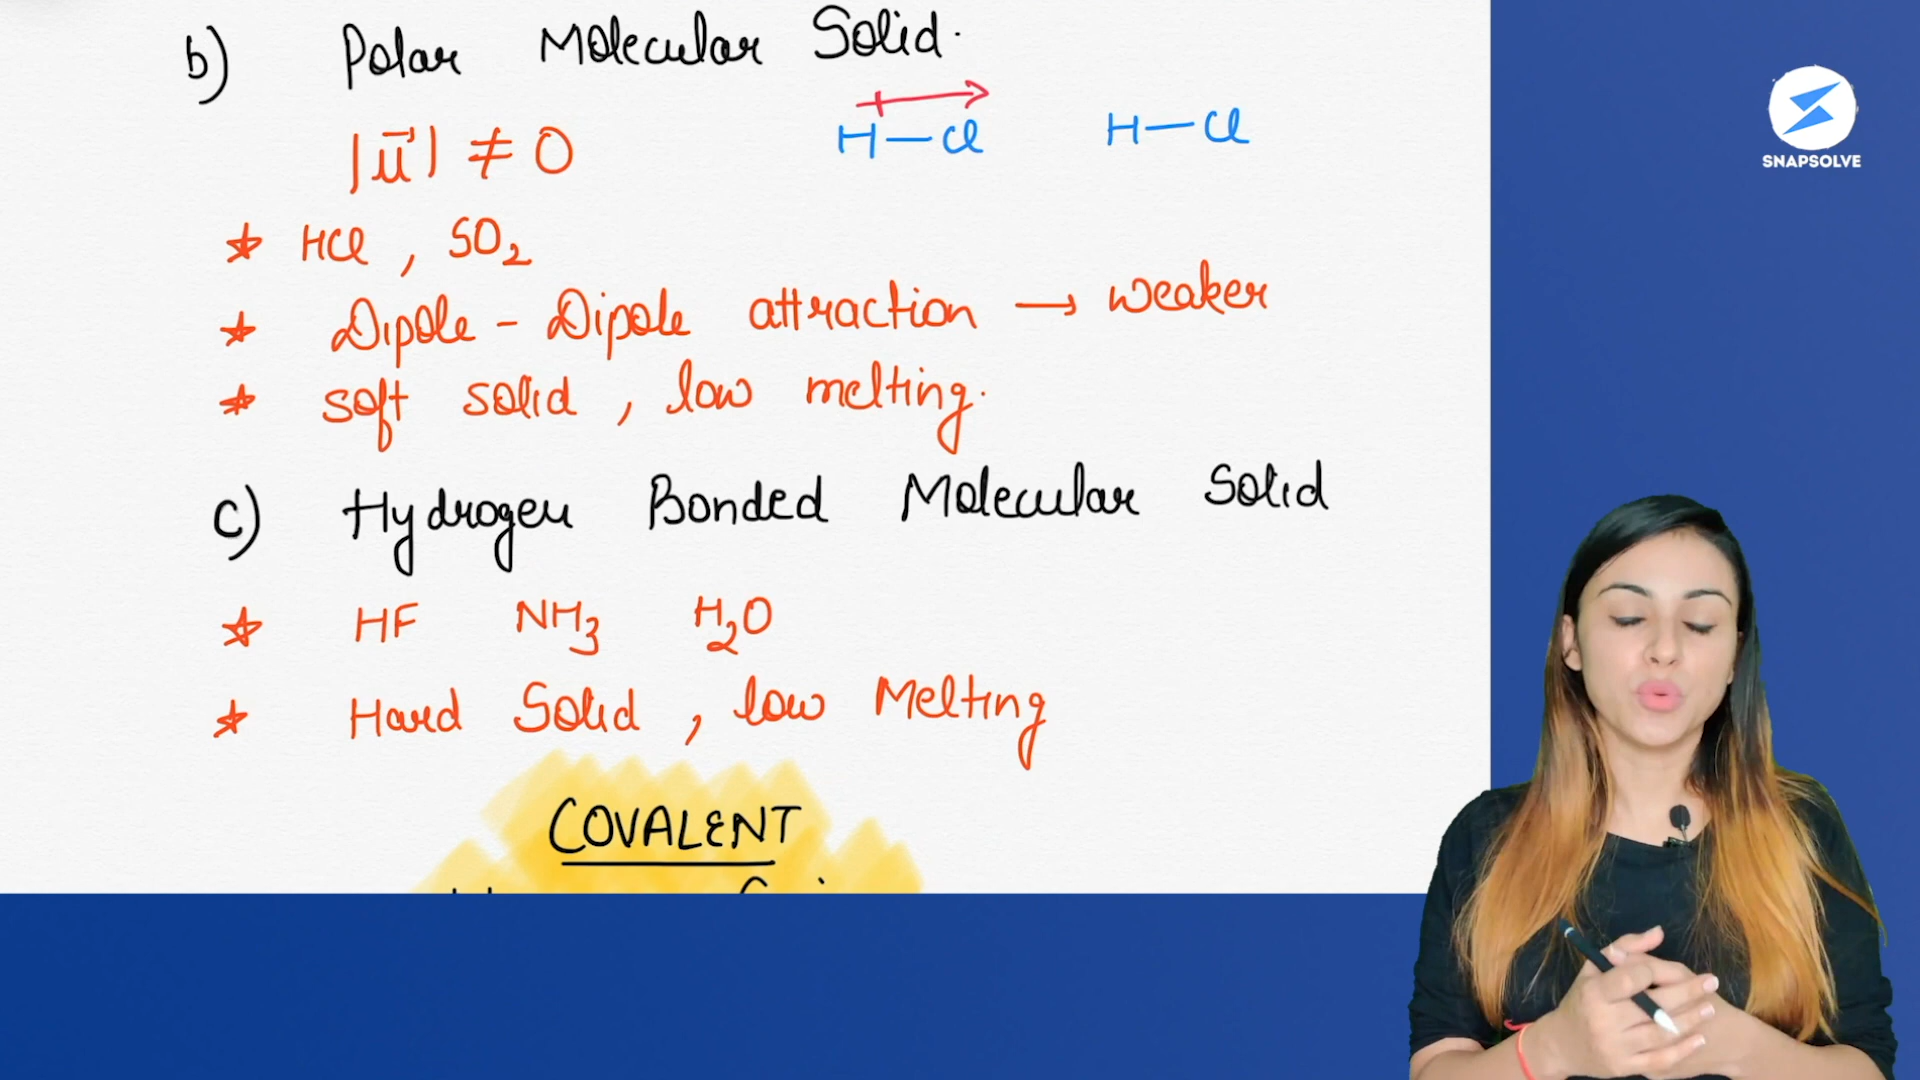 b) Polar Molecular Solid.
|μ⃗| ≠ 0
H—Cl H—Cl
SNAPSOLVE
* HCl, SO₂
* Dipole - Dipole attraction → weaker
* soft solid, low melting.
c) Hydrogen Bonded Molecular Solid
* HF NH₃ H₂O
* Hard Solid, low Melting
COVALENT